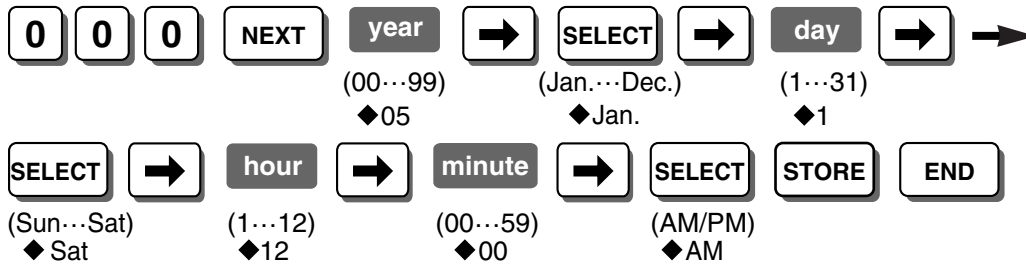 0 0 0 NEXT year SELECT day
(00···99) (Jan.···Dec.) (1···31)
◆05 ◆Jan. ◆1
SELECT hour minute SELECT STORE END
(Sun···Sat) (1···12) (00···59) (AM/PM)
◆ Sat ◆12 ◆00 ◆AM